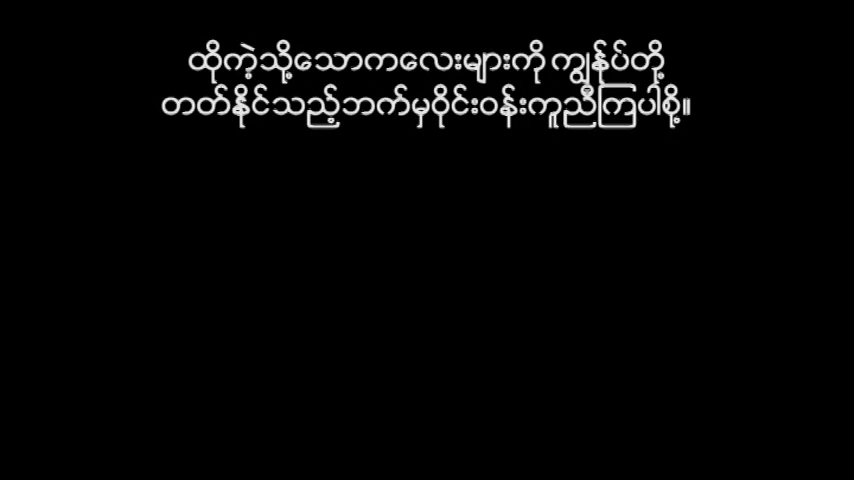 ထိုကဲ့သို့သောကလေးများကို ကျွန်ုပ်တို့
တတ်နိုင်သည့်ဘက်မှဝိုင်းဝန်းကူညီကြပါစို့။